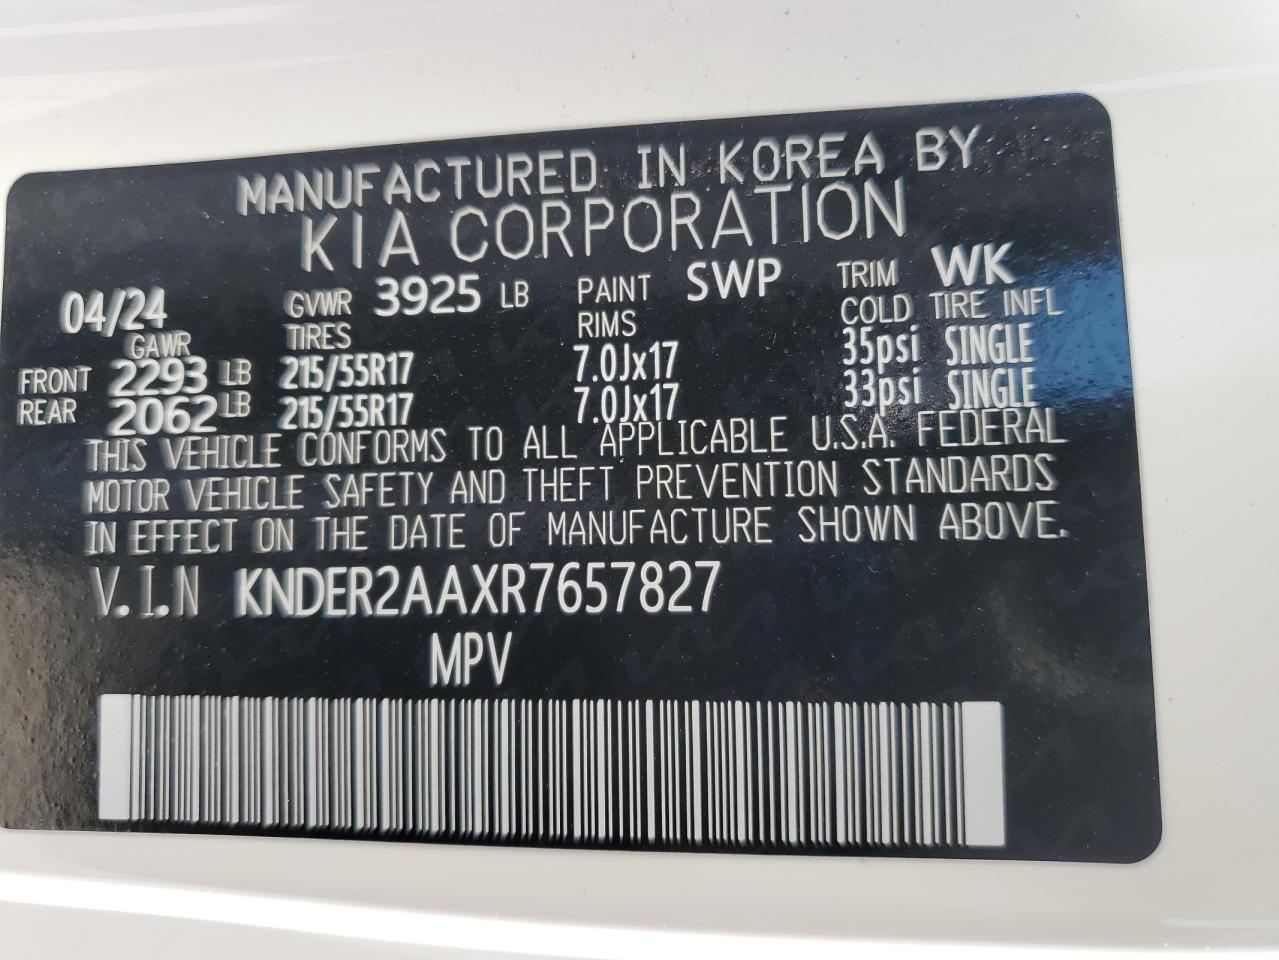 MANUFACTURED IN KOREA BY
KIA CORPORATION
04/24 GVWR 3925 LB PAINT SWP TRIM WK
GAWR TIRES RIMS COLD TIRE INFL
FRONT 2293 LB 215/55R17 7.0Jx17 35psi SINGLE
REAR 2062 LB 215/55R17 7.0Jx17 33psi SINGLE
THIS VEHICLE CONFORMS TO ALL APPLICABLE U.S.A. FEDERAL
MOTOR VEHICLE SAFETY AND THEFT PREVENTION STANDARDS
IN EFFECT ON THE DATE OF MANUFACTURE SHOWN ABOVE.
V.I.N KNDER2AAXR7657827
MPV